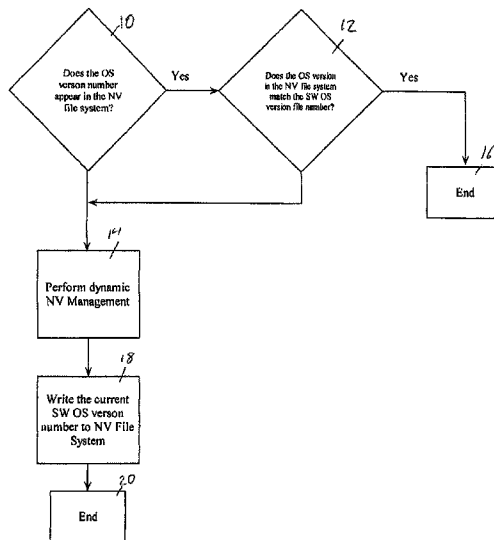 10
12
Does the OS
verson number
appear in the NV
file system?
Yes
Does the OS version
in the NV file system
match the SW OS
version file number?
Yes
16
End
14
Perform dynamic
NV Management
18
Write the current
SW OS verson
number to NV File
System
20
End